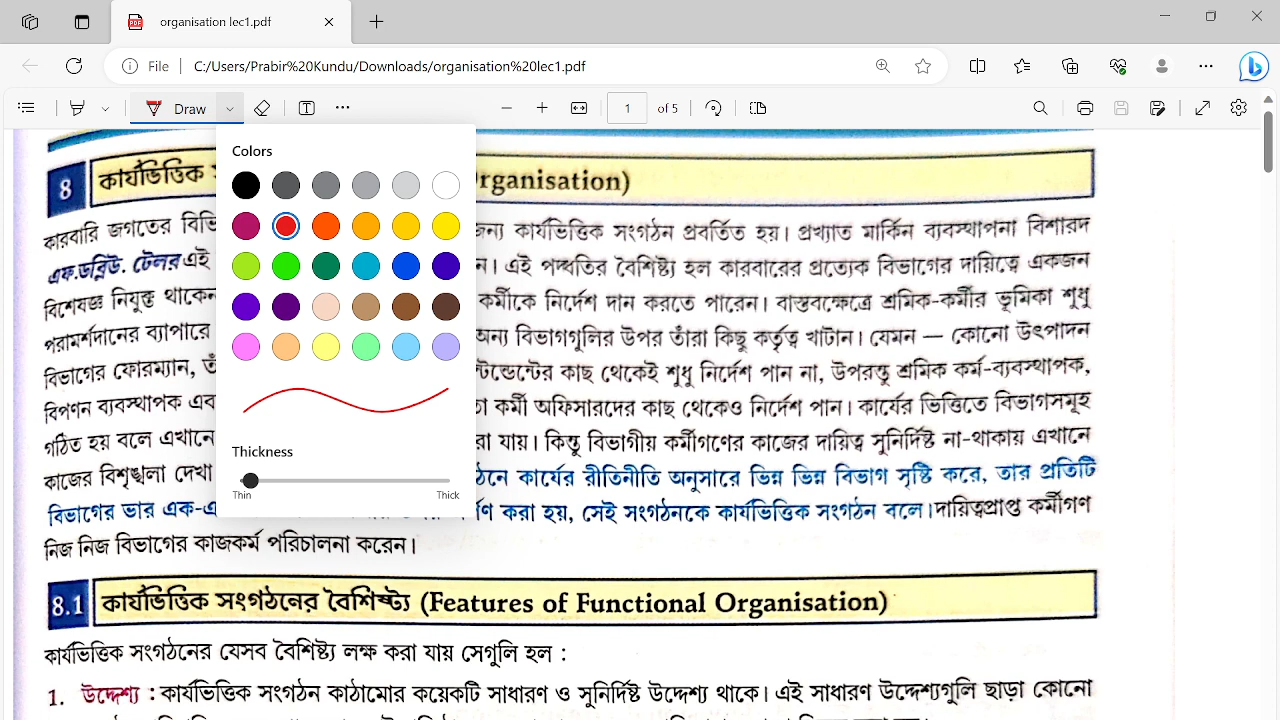 organisation lec1.pdf
File
C:/Users/Prabir%20Kundu/Downloads/organisation%20lec1.pdf
Draw
1 of 5
Colors
Thickness
Thin Thick
8 কার্যভিত্তিক rganisation)
কারবারি জগতের বিভি জন্য কার্যভিত্তিক সংগঠন প্রবর্তিত হয়। প্রখ্যাত মার্কিন ব্যবস্থাপনা বিশারদ
এফ.ডব্লিউ. টেলর এই ন। এই পদ্ধতির বৈশিষ্ট্য হল কারবারের প্রত্যেক বিভাগের দায়িত্বে একজন
বিশেষজ্ঞ নিযুক্ত থাকেন কর্মীকে নির্দেশ দান করতে পারেন। বাস্তবক্ষেত্রে শ্রমিক-কর্মীর ভূমিকা শুধু
পরামর্শদানের ব্যাপারে অন্য বিভাগগুলির উপর তাঁরা কিছু কর্তৃত্ব খাটান। যেমন — কোনো উৎপাদন
বিভাগের ফোরম্যান, তঁ ন্টেন্ডেন্টের কাছ থেকেই শুধু নির্দেশ পান না, উপরন্তু শ্রমিক কর্ম-ব্যবস্থাপক,
বিপণন ব্যবস্থাপক এব তা কর্মী অফিসারদের কাছ থেকেও নির্দেশ পান। কার্যের ভিত্তিতে বিভাগসমূহ
গঠিত হয় বলে এখানে রা যায়। কিন্তু বিভাগীয় কর্মীগণের কাজের দায়িত্ব সুনির্দিষ্ট না-থাকায় এখানে
কাজের বিশৃঙ্খলা দেখা ঠনে কার্যের রীতিনীতি অনুসারে ভিন্ন ভিন্ন বিভাগ সৃষ্টি করে, তার প্রতিটি
বিভাগের ভার এক-এ র্পণ করা হয়, সেই সংগঠনকে কার্যভিত্তিক সংগঠন বলে।দায়িত্বপ্রাপ্ত কর্মীগণ
নিজ নিজ বিভাগের কাজকর্ম পরিচালনা করেন।
8.1 কার্যভিত্তিক সংগঠনের বৈশিষ্ট্য (Features of Functional Organisation)
কার্যভিত্তিক সংগঠনের যেসব বৈশিষ্ট্য লক্ষ করা যায় সেগুলি হল :
1. উদ্দেশ্য : কার্যভিত্তিক সংগঠন কাঠামোর কয়েকটি সাধারণ ও সুনির্দিষ্ট উদ্দেশ্য থাকে। এই সাধারণ উদ্দেশ্যগুলি ছাড়া কোনো